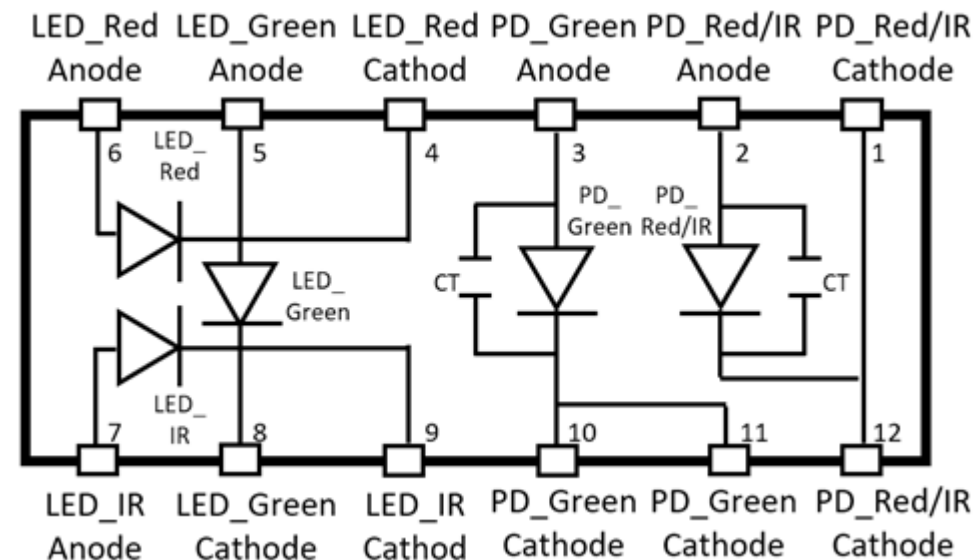 LED_Red LED_Green LED_Red PD_Green PD_Red/IR PD_Red/IR
Anode Anode Cathod Anode Anode Cathode
6 5 4 3 2 1
LED_
Red
PD_ PD_
Green Red/IR
LED_
Green
CT CT
LED_
IR
7 8 9 10 11 12
LED_IR LED_Green LED_IR PD_Green PD_Green PD_Red/IR
Anode Cathode Cathod Cathode Cathode Cathode